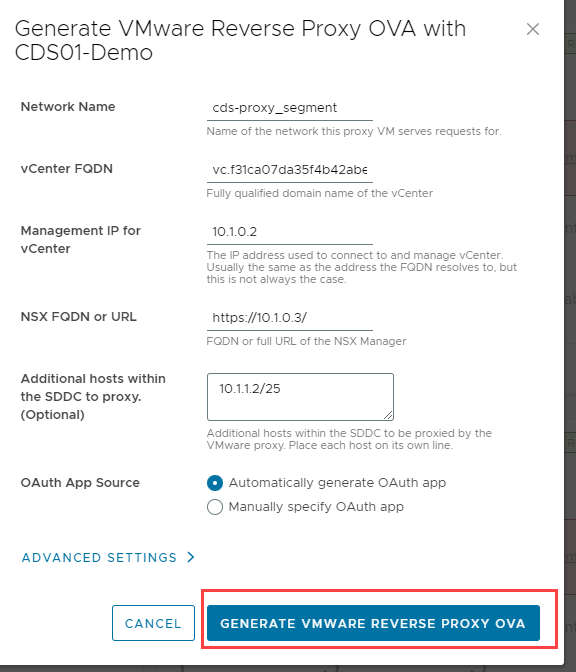 Generate VMware Reverse Proxy OVA with
CDS01-Demo
Network Name
cds-proxy_segment
Name of the network this proxy VM serves requests for.
vCenter FQDN
vc.f31ca07da35f4b42abe
Fully qualified domain name of the vCenter
Management IP for
vCenter
10.1.0.2
The IP address used to connect to and manage vCenter.
Usually the same as the address the FQDN resolves to, but
this is not always the case.
NSX FQDN or URL
https://10.1.0.3/
FQDN or full URL of the NSX Manager
Additional hosts within
the SDDC to proxy.
(Optional)
10.1.1.2/25
Additional hosts within the SDDC to be proxied by the
VMware proxy. Place each host on its own line.
OAuth App Source
Automatically generate OAuth app
Manually specify OAuth app
ADVANCED SETTINGS
CANCEL
GENERATE VMWARE REVERSE PROXY OVA